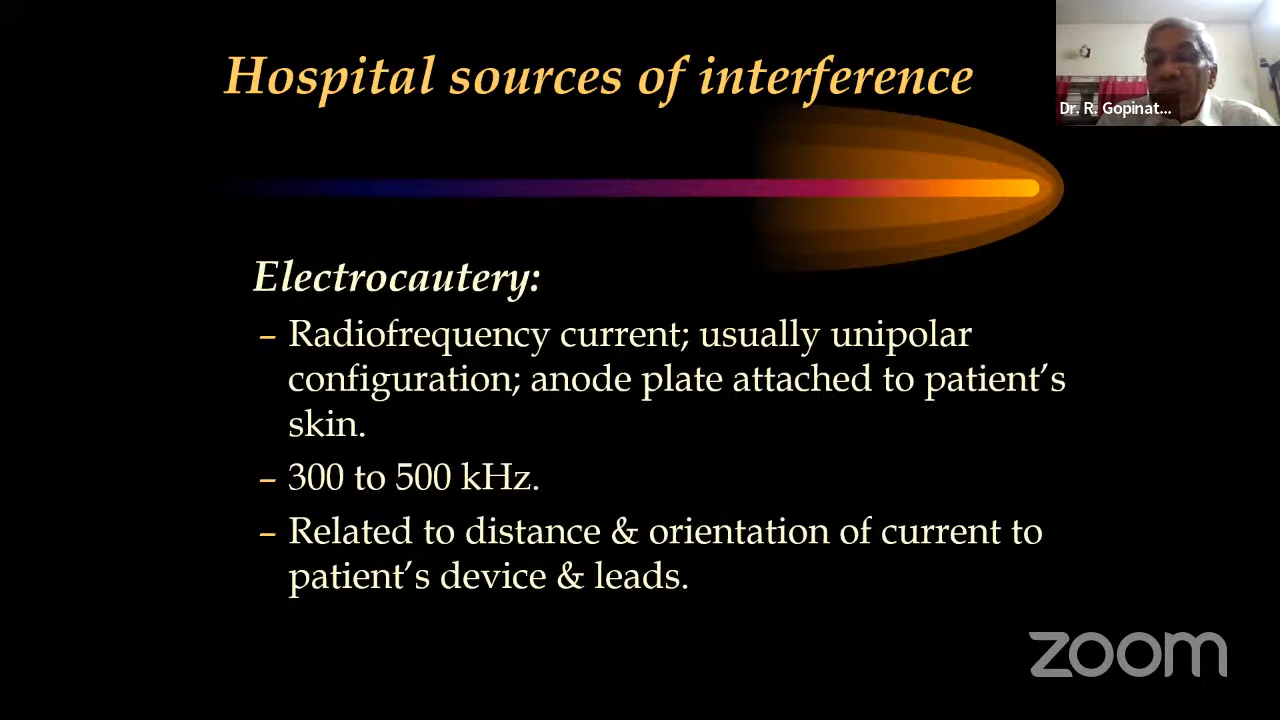 Hospital sources of interference
Dr. R. Gopinat...
Electrocautery:
– Radiofrequency current; usually unipolar
configuration; anode plate attached to patient’s
skin.
– 300 to 500 kHz.
– Related to distance & orientation of current to
patient’s device & leads.
zoom